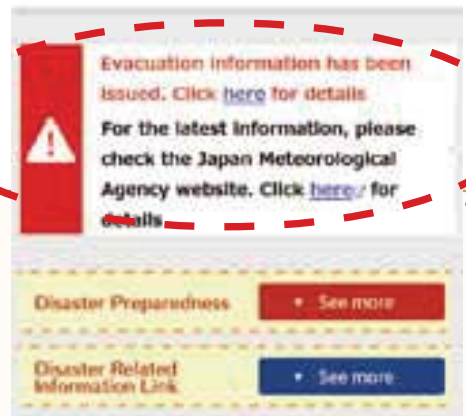 Evacuation information has been
issued. Click here for details
For the latest information, please
check the Japan Meteorological
Agency website. Click here for
details
Disaster Preparedness
See more
Disaster Related
Information Link
See more